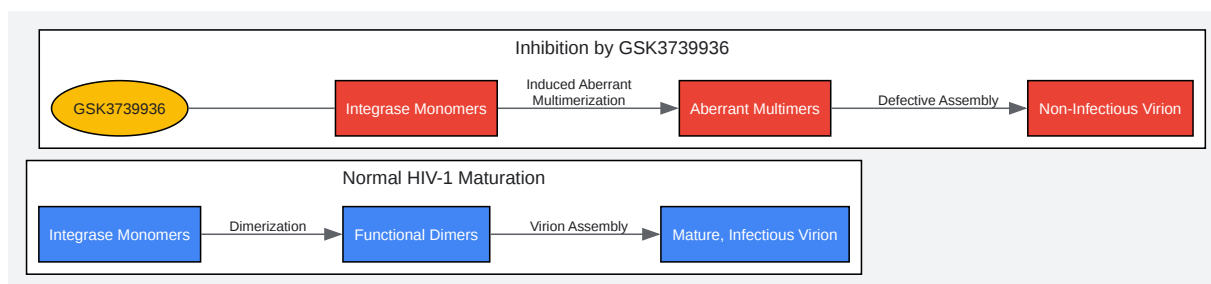 Inhibition by GSK3739936
GSK3739936
Integrase Monomers
Induced Aberrant
Multimerization
Aberrant Multimers
Defective Assembly
Non-Infectious Virion
Normal HIV-1 Maturation
Integrase Monomers
Dimerization
Functional Dimers
Virion Assembly
Mature, Infectious Virion